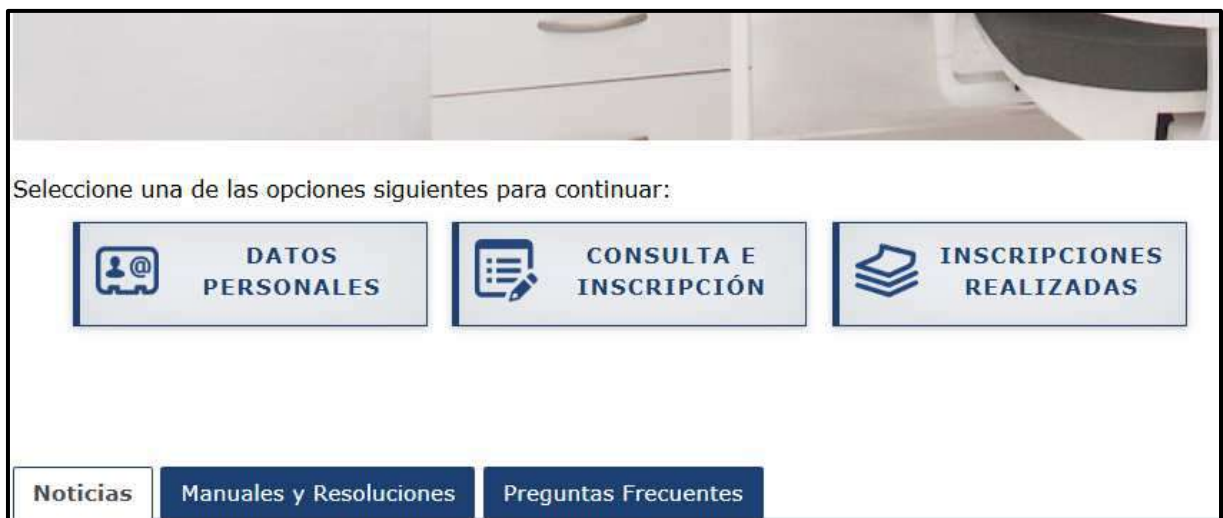 Seleccione una de las opciones siguientes para continuar:
DATOS
PERSONALES
CONSULTA E
INSCRIPCIÓN
INSCRIPCIONES
REALIZADAS
Noticias
Manuales y Resoluciones
Preguntas Frecuentes